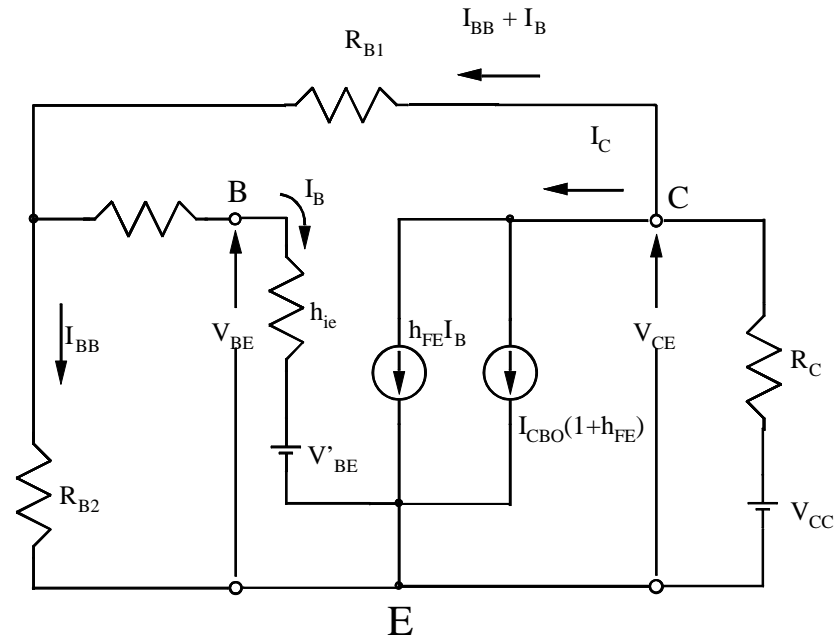 I_BB + I_B
R_B1
I_C
B
I_B
C
h_ie
I_BB
V_BE
h_FE I_B
V_CE
R_C
I_CBO(1+h_FE)
V'_BE
R_B2
V_CC
E